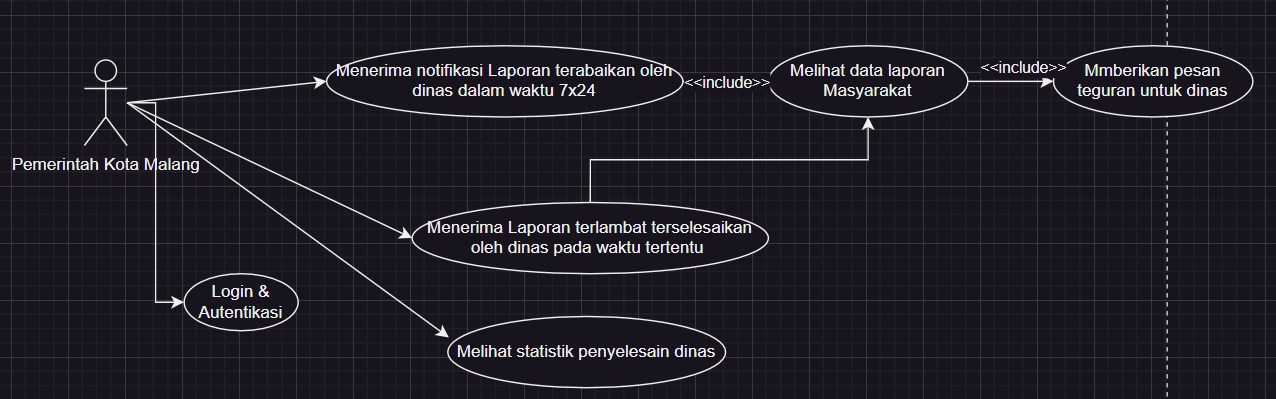 Menerima notifikasi Laporan terabaikan oleh
dinas dalam waktu 7x24
<<include>>
Melihat data laporan
Masyarakat
<<include>>
Mmberikan pesan
teguran untuk dinas
Pemerintah Kota Malang
Menerima Laporan terlambat terselesaikan
oleh dinas pada waktu tertentu
Login &
Autentikasi
Melihat statistik penyelesain dinas